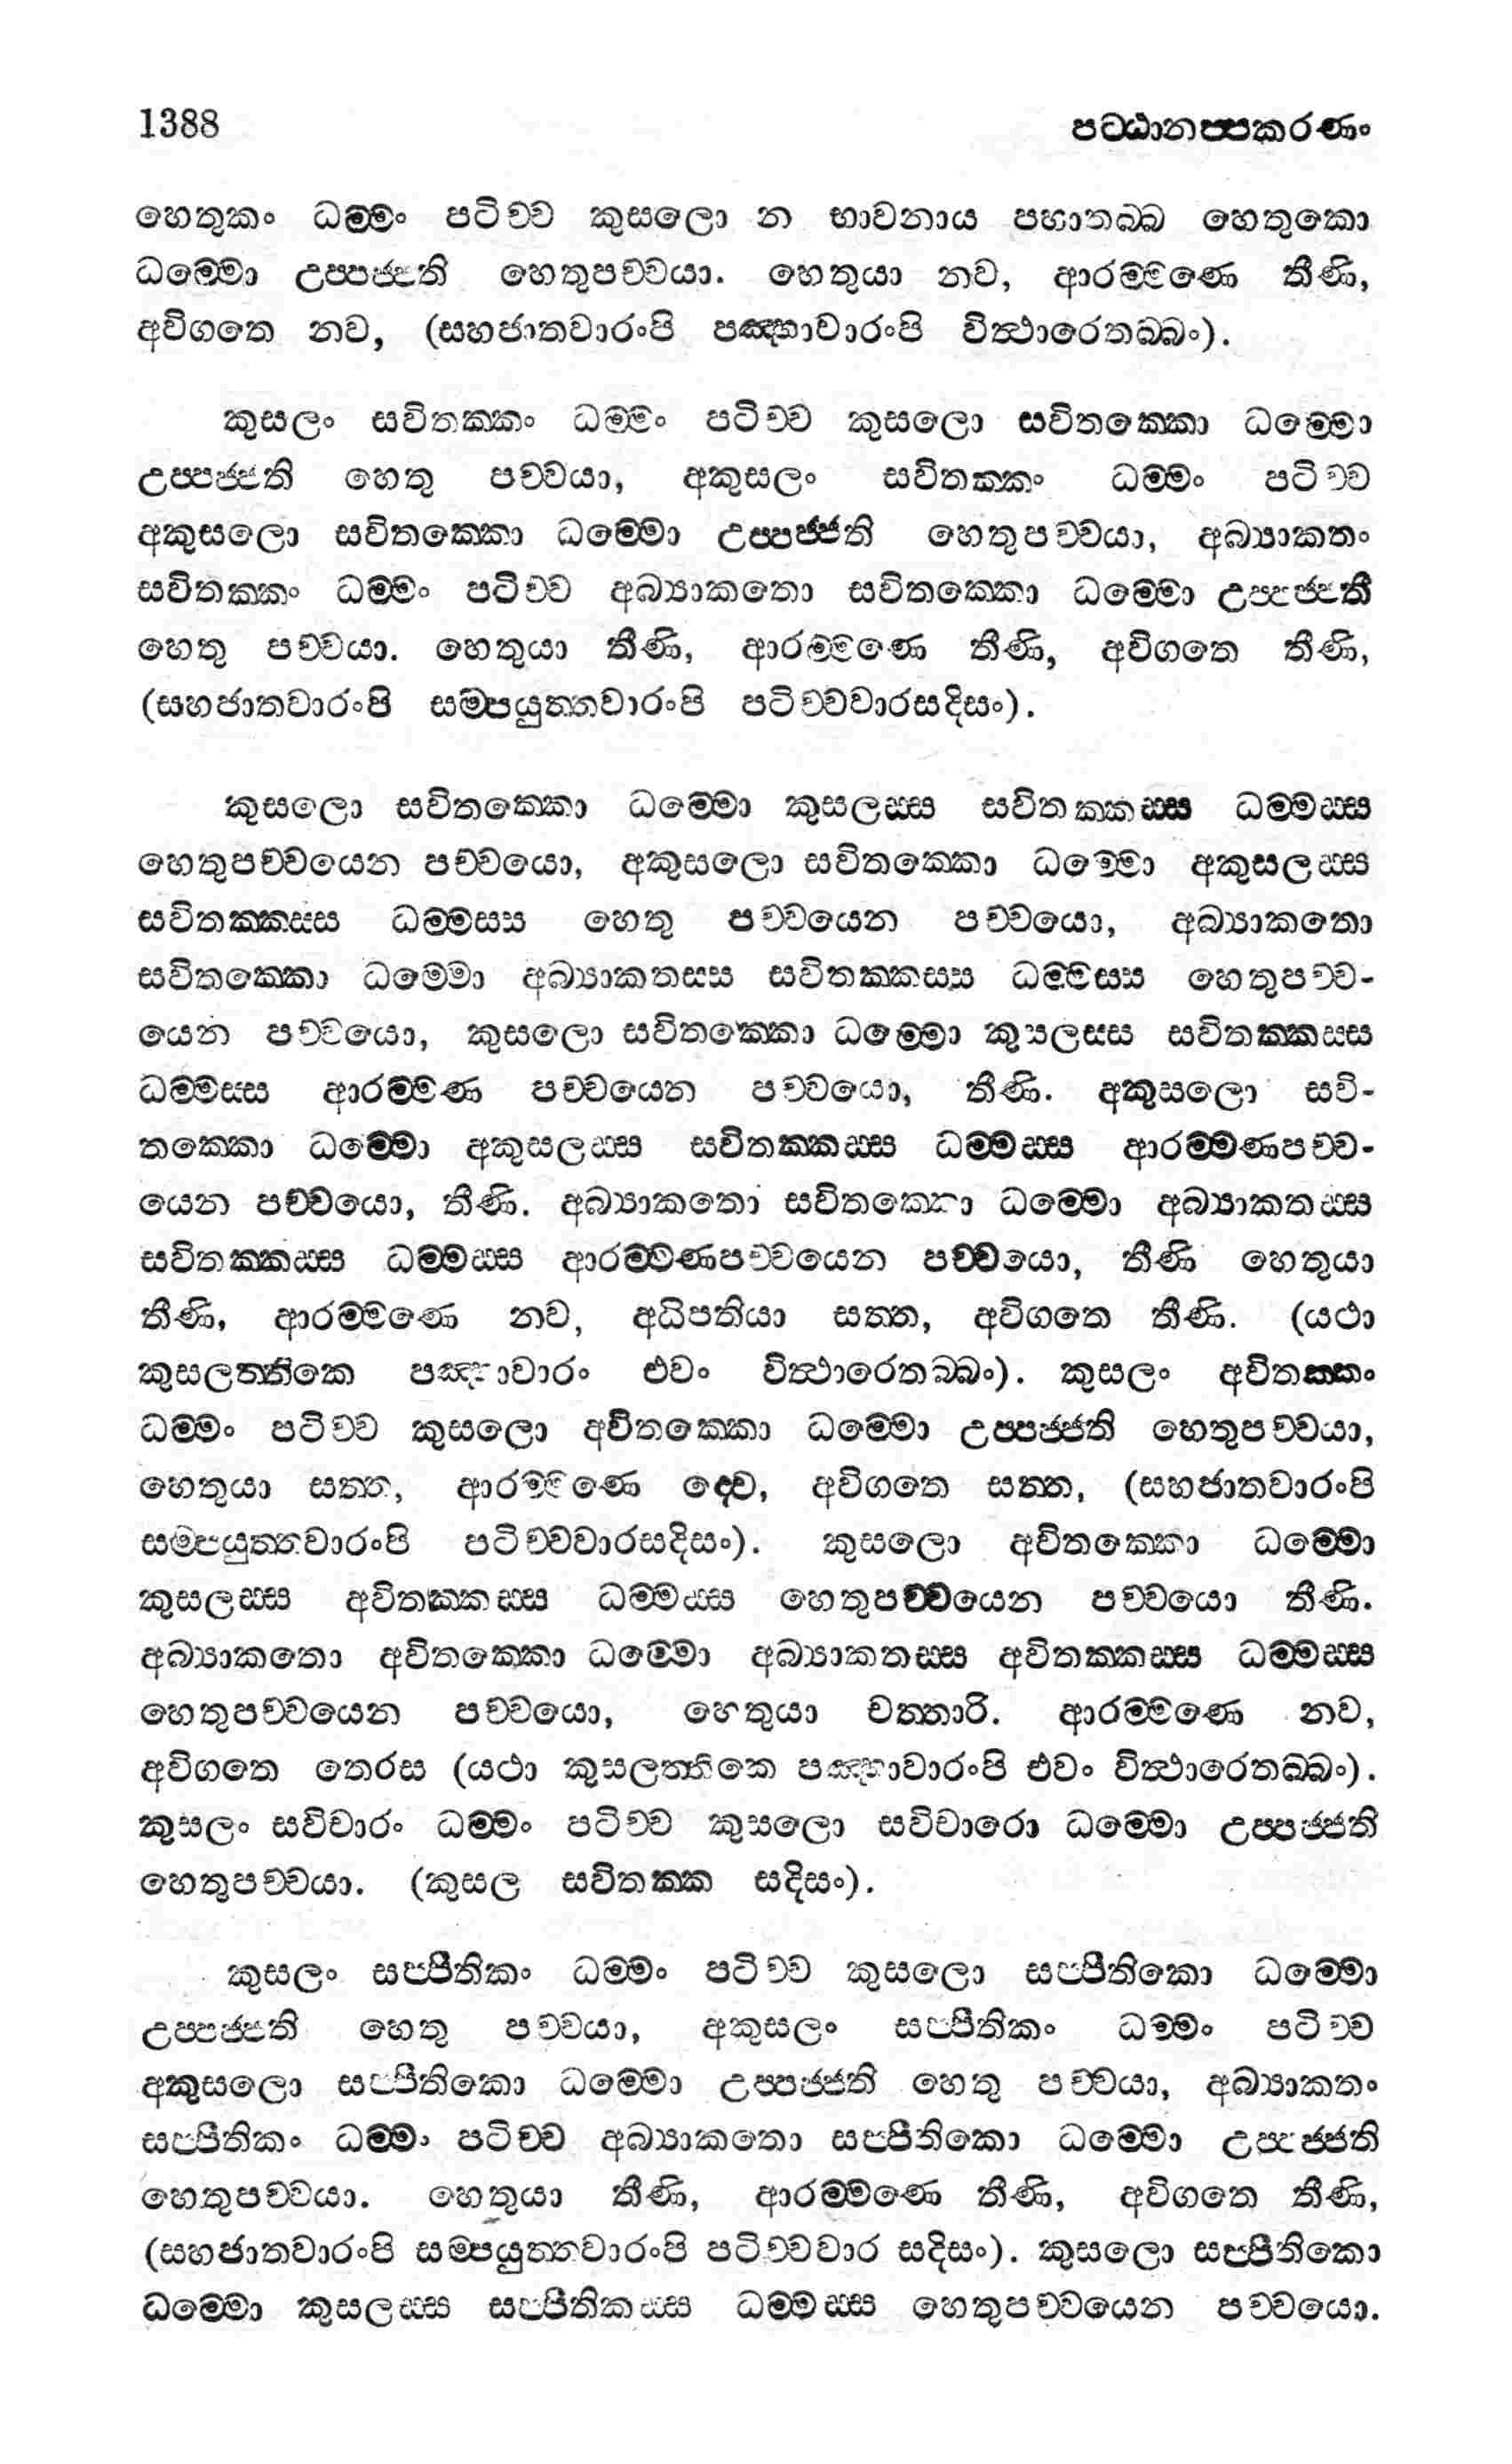 1388 පට්ඨානප්පකරණං
හෙතුකං ධම්මං පටිච්ච කුසලො න භාවනාය පහාතබ්බ හෙතුකො
ධම්මො උප්පජ්ජති හෙතුපච්චයා. හෙතුයා නව, ආරම්මණෙ තීණි,
අවිගතෙ නව, (සහජාතවාරංපි පඤ්හාවාරංපි විත්ථාරෙතබ්බං).
කුසලං සවිතක්කං ධම්මං පටිච්ච කුසලො සවිතක්කො ධම්මො
උප්පජ්ජති හෙතු පච්චයා, අකුසලං සවිතක්කං ධම්මං පටිච්ච
අකුසලො සවිතක්කො ධම්මො උප්පජ්ජති හෙතුපච්චයා, අබ්‍යාකතං
සවිතක්කං ධම්මං පටිච්ච අබ්‍යාකතො සවිතක්කො ධම්මො උප්පජ්ජතී
හෙතු පච්චයා. හෙතුයා තීණි, ආරම්මණෙ තීණි, අවිගතෙ තීණි,
(සහජාතවාරංපි සම්පයුත්තවාරංපි පටිච්චවාරසදිසං).
කුසලො සවිතක්කො ධම්මො කුසලස්ස සවිතක්කස්ස ධම්මස්ස
හෙතුපච්චයෙන පච්චයො, අකුසලො සවිතක්කො ධම්මො අකුසලස්ස
සවිතක්කස්ස ධම්මස්ස හෙතු පච්චයෙන පච්චයො, අබ්‍යාකතො
සවිතක්කො ධම්මො අබ්‍යාකතස්ස සවිතක්කස්ස ධම්මස්ස හෙතුපච්ච-
යෙන පච්චයො, කුසලො සවිතක්කො ධම්මො කුසලස්ස සවිතක්කස්ස
ධම්මස්ස ආරම්මණ පච්චයෙන පච්චයො, තීණි. අකුසලො සවි-
තක්කො ධම්මො අකුසලස්ස සවිතක්කස්ස ධම්මස්ස ආරම්මණපච්ච-
යෙන පච්චයො, තීණි. අබ්‍යාකතො සවිතක්කො ධම්මො අබ්‍යාකතස්ස
සවිතක්කස්ස ධම්මස්ස ආරම්මණපච්චයෙන පච්චයො, තීණි හෙතුයා
තීණි, ආරම්මණෙ නව, අධිපතියා සත්ත, අවිගතෙ තීණි. (යථා
කුසලත්තිකෙ පඤ්හාවාරං එවං විත්ථාරෙතබ්බං). කුසලං අවිතක්කං
ධම්මං පටිච්ච කුසලො අවිතක්කො ධම්මො උප්පජ්ජති හෙතුපච්චයා,
හෙතුයා සත්ත, ආරම්මණෙ ද්වෙ, අවිගතෙ සත්ත, (සහජාතවාරංපි
සම්පයුත්තවාරංපි පටිච්චවාරසදිසං). කුසලො අවිතක්කො ධම්මො
කුසලස්ස අවිතක්කස්ස ධම්මස්ස හෙතුපච්චයෙන පච්චයො තීණි.
අබ්‍යාකතො අවිතක්කො ධම්මො අබ්‍යාකතස්ස අවිතක්කස්ස ධම්මස්ස
හෙතුපච්චයෙන පච්චයො, හෙතුයා චත්තාරි. ආරම්මණෙ නව,
අවිගතෙ තෙරස (යථා කුසලත්තිකෙ පඤ්හාවාරංපි එවං විත්ථාරෙතබ්බං).
කුසලං සවිචාරං ධම්මං පටිච්ච කුසලො සවිචාරො ධම්මො උප්පජ්ජති
හෙතුපච්චයා. (කුසල සවිතක්ක සදිසං).
කුසලං සප්පීතිකං ධම්මං පටිච්ච කුසලො සප්පීතිකො ධම්මො
උප්පජ්ජති හෙතු පච්චයා, අකුසලං සප්පීතිකං ධම්මං පටිච්ච
අකුසලො සප්පීතිකො ධම්මො උප්පජ්ජති හෙතු පච්චයා, අබ්‍යාකතං
සප්පීතිකං ධම්මං පටිච්ච අබ්‍යාකතො සප්පීතිකො ධම්මො උප්පජ්ජති
හෙතුපච්චයා. හෙතුයා තීණි, ආරම්මණෙ තීණි, අවිගතෙ තීණි,
(සහජාතවාරංපි සම්පයුත්තවාරංපි පටිච්චවාර සදිසං). කුසලො සප්පීතිකො
ධම්මො කුසලස්ස සප්පීතිකස්ස ධම්මස්ස හෙතුපච්චයෙන පච්චයො.